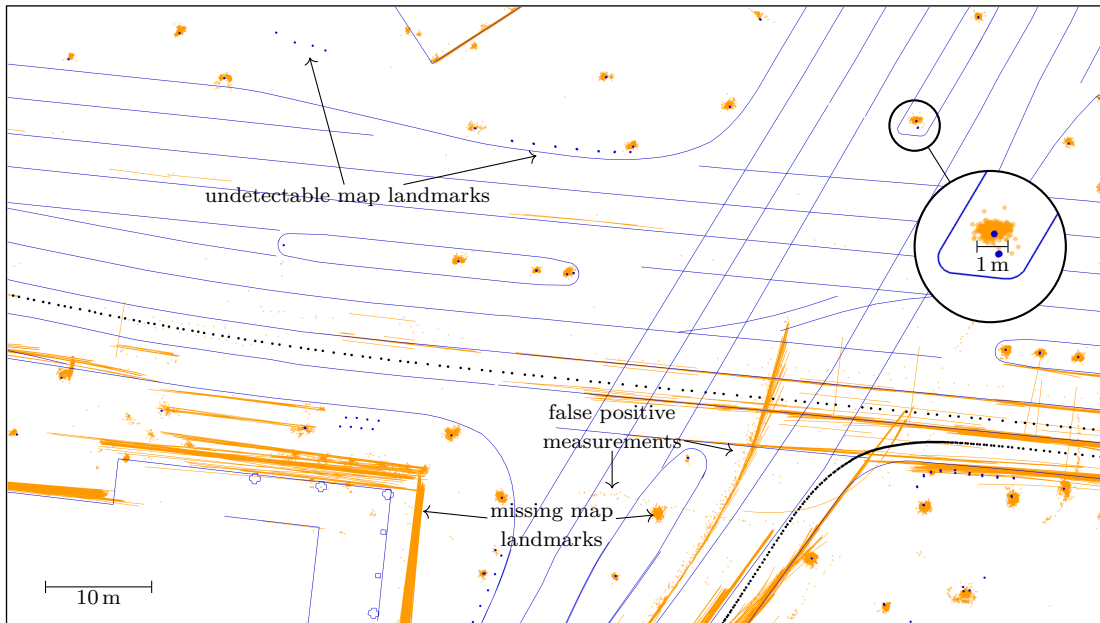 undetectable map landmarks
1 m
false positive
measurements
missing map
landmarks
10 m